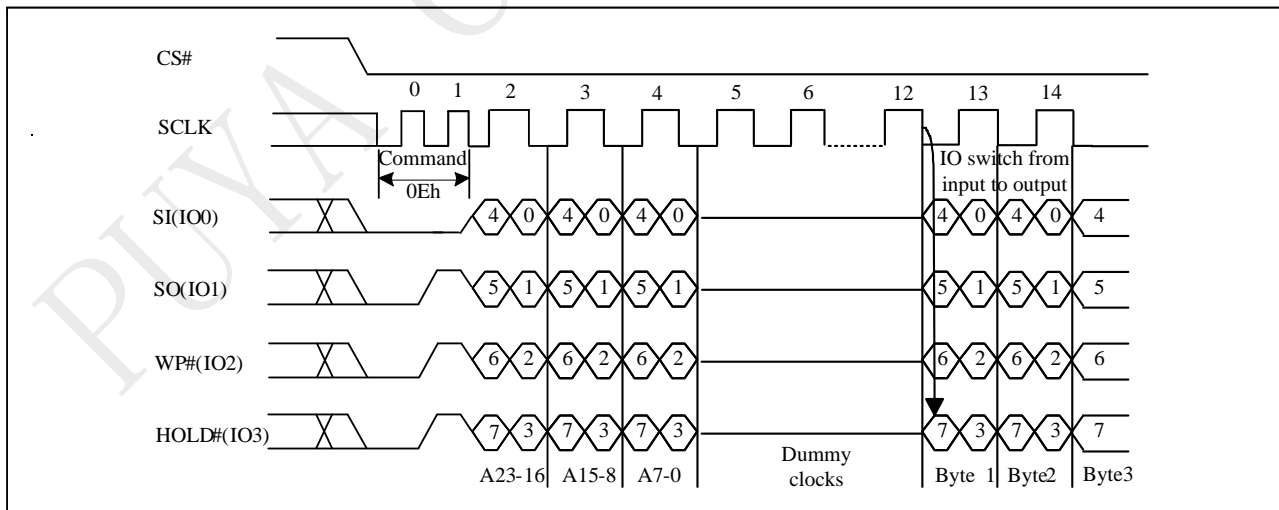 PUYA
CS#
0 1 2 3 4 5 6 12 13 14
SCLK
Command
0Eh
IO switch from
input to output
SI(IO0)
4 0 4 0 4 0 4 0 4 0 4
SO(IO1)
5 1 5 1 5 1 5 1 5 1 5
WP#(IO2)
6 2 6 2 6 2 6 2 6 2 6
HOLD#(IO3)
7 3 7 3 7 3 7 3 7 3 7
A23-16 A15-8 A7-0
Dummy
clocks
Byte 1 Byte2 Byte3